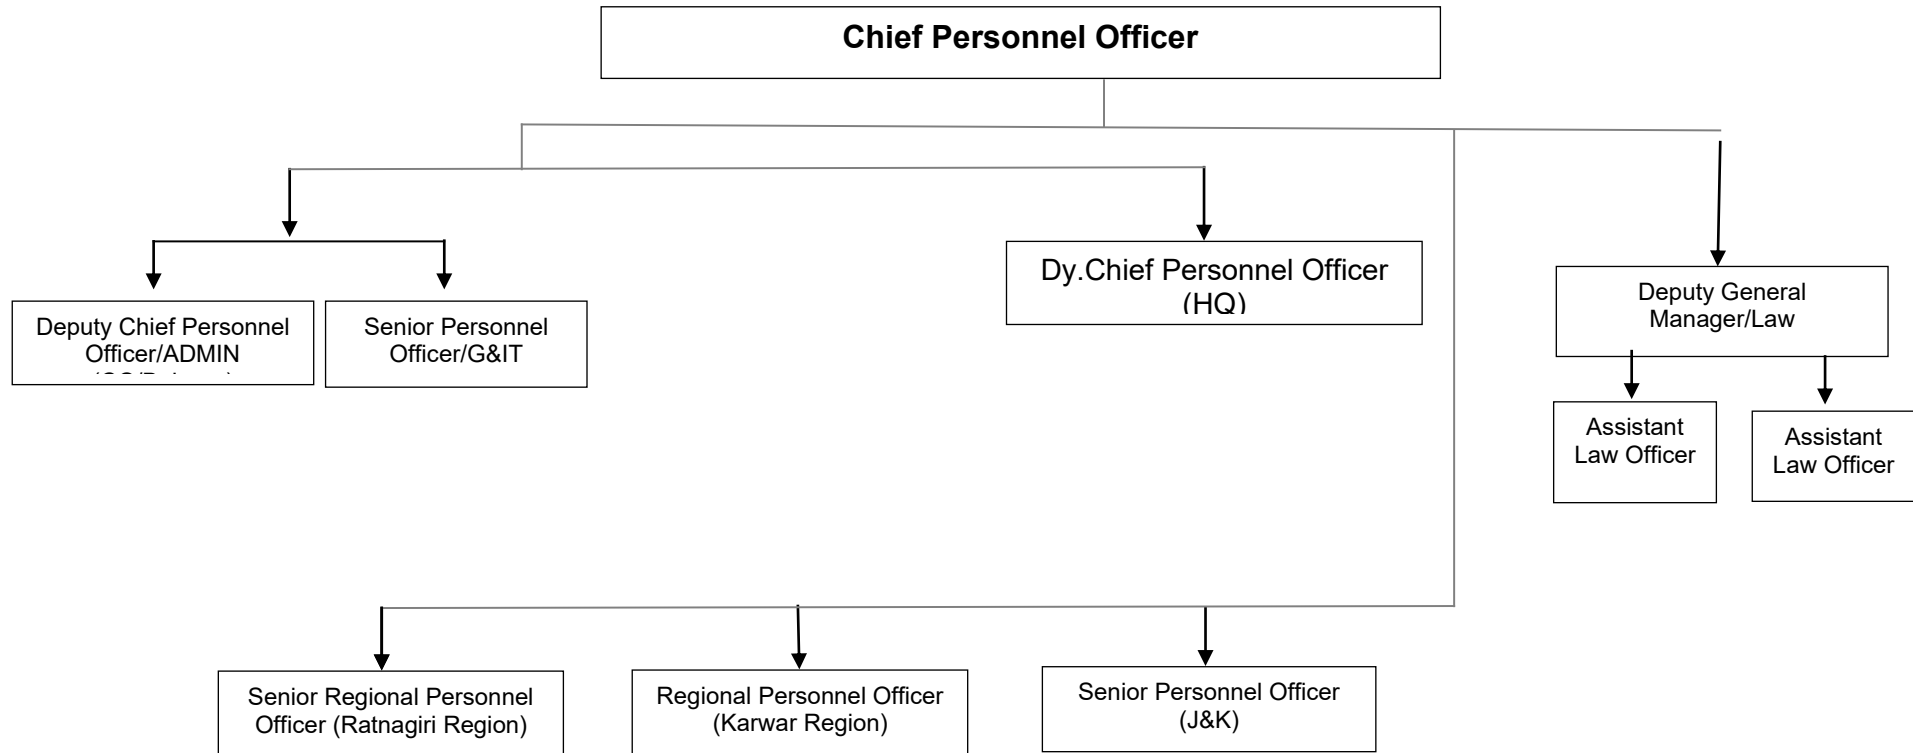 Chief Personnel Officer
Dy.Chief Personnel Officer
(HQ)
Deputy General
Manager/Law
Deputy Chief Personnel
Officer/ADMIN
Senior Personnel
Officer/G&IT
Assistant
Law Officer
Assistant
Law Officer
Senior Regional Personnel
Officer (Ratnagiri Region)
Regional Personnel Officer
(Karwar Region)
Senior Personnel Officer
(J&K)